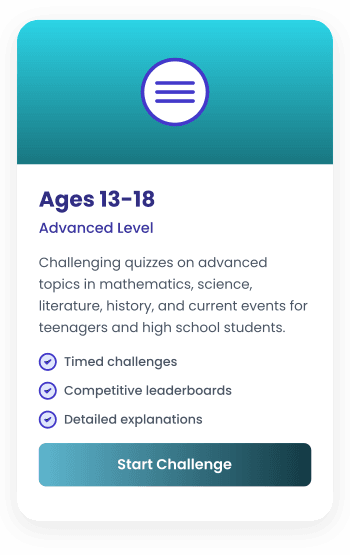 Ages 13-18
Advanced Level
Challenging quizzes on advanced
topics in mathematics, science,
literature, history, and current events for
teenagers and high school students.
Timed challenges
Competitive leaderboards
Detailed explanations
Start Challenge